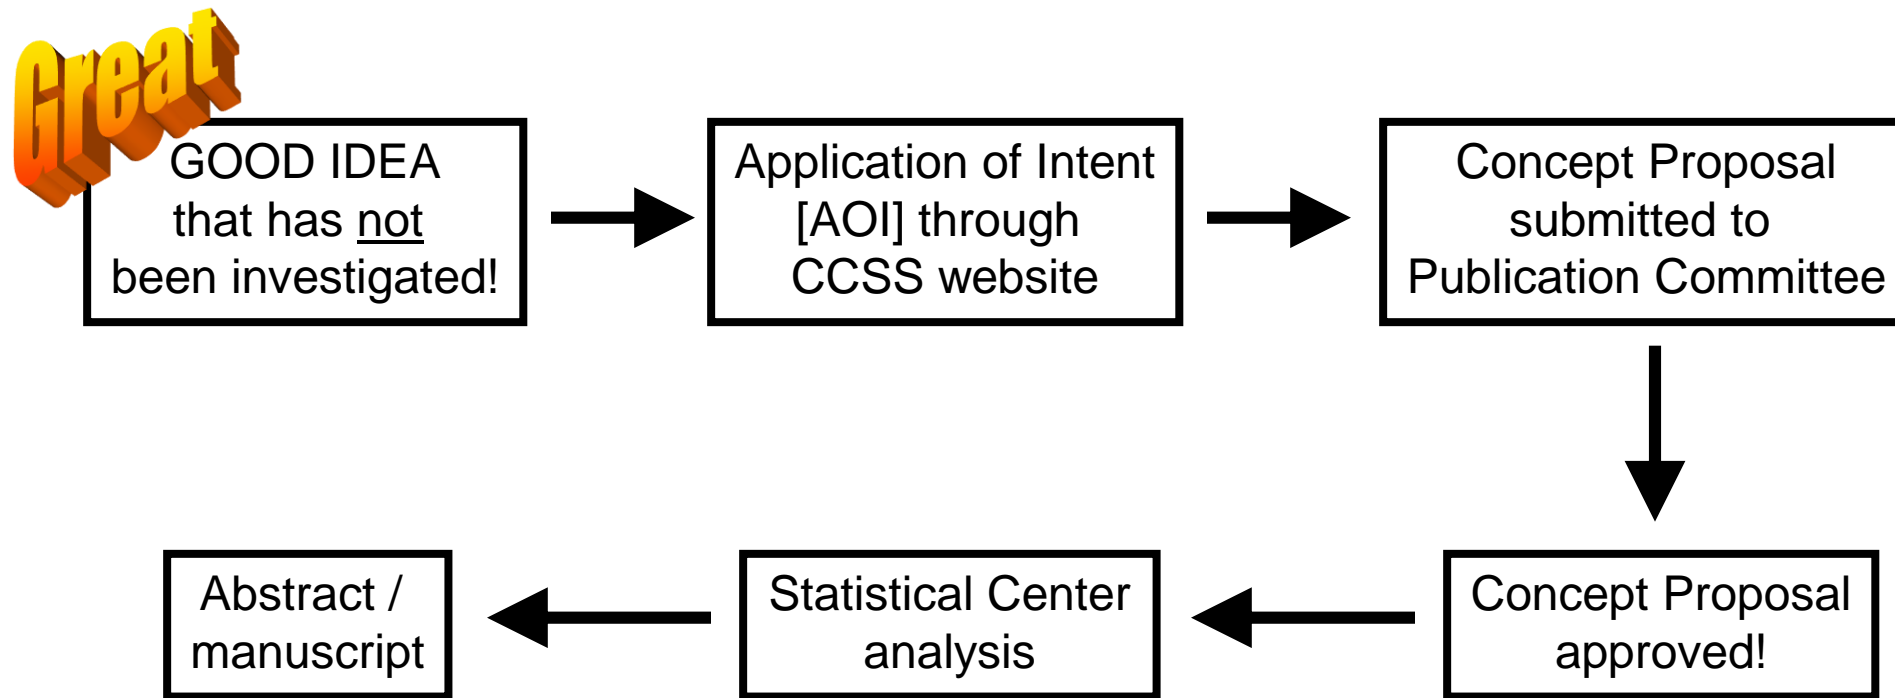 Great
GOOD IDEA
that has not
been investigated!
Application of Intent
[AOI] through
CCSS website
Concept Proposal
submitted to
Publication Committee
Concept Proposal
approved!
Statistical Center
analysis
Abstract /
manuscript